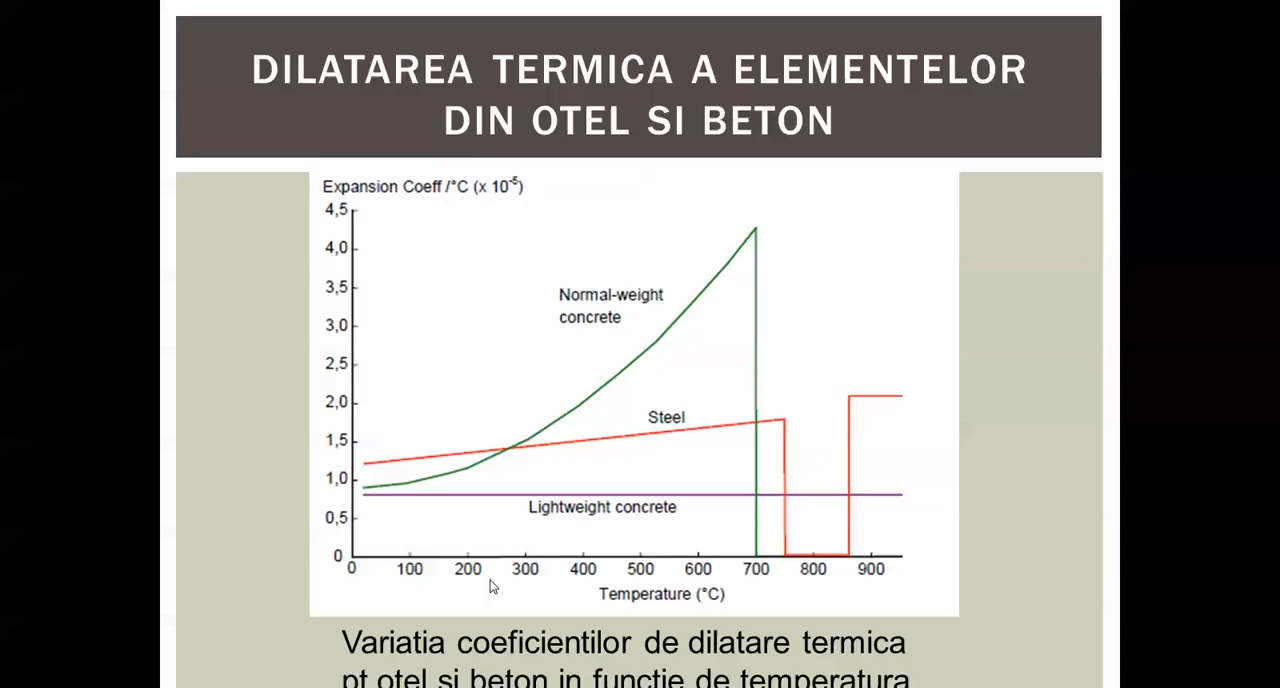 DILATAREA TERMICA A ELEMENTELOR
DIN OTEL SI BETON
Expansion Coeff /°C (x 10⁻⁵)
4,5
4,0
3,5
3,0
2,5
2,0
1,5
1,0
0,5
0
Normal-weight
concrete
Steel
Lightweight concrete
0 100 200 300 400 500 600 700 800 900
Temperature (°C)
Variatia coeficientilor de dilatare termica
pt otel si beton in functie de temperatura